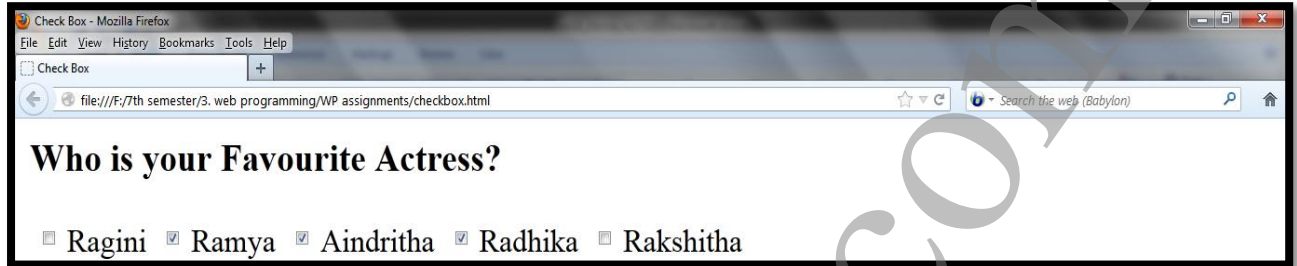 Check Box - Mozilla Firefox
File Edit View History Bookmarks Tools Help
Check Box +
file:///F:/7th semester/3. web programming/WP assignments/checkbox.html Search the web (Babylon)
Who is your Favourite Actress?
Ragini Ramya Aindritha Radhika Rakshitha
com